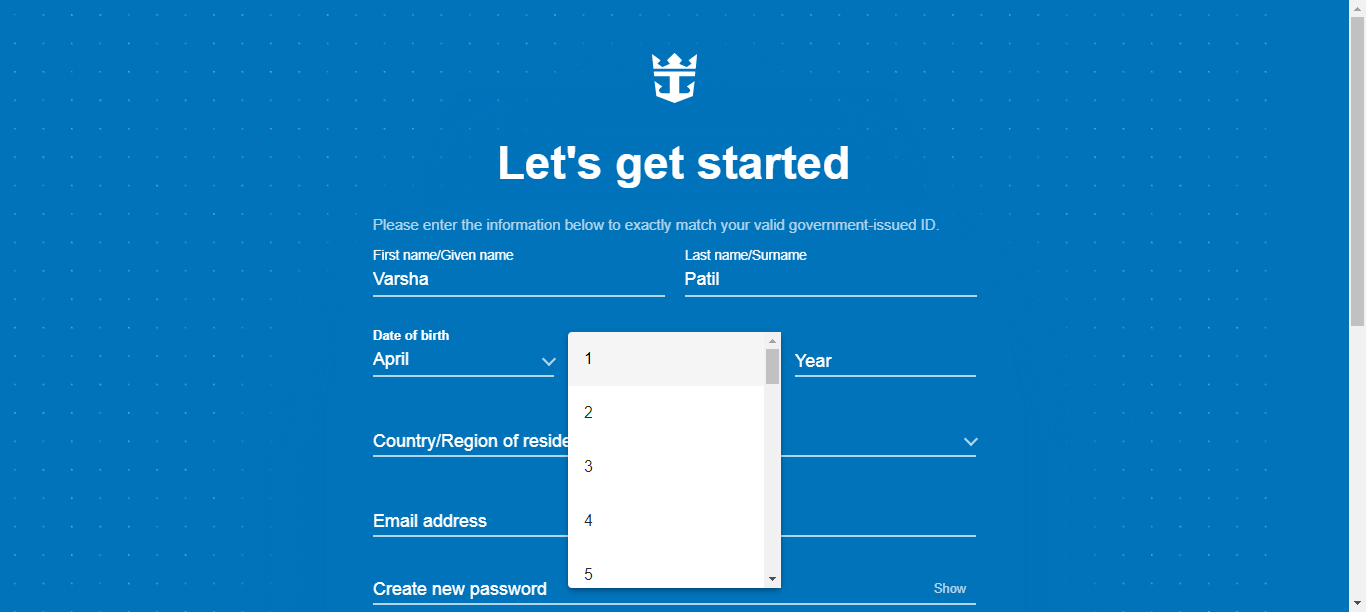 Let's get started
Please enter the information below to exactly match your valid government-issued ID.
First name/Given name Last name/Surname
Varsha Patil
Date of birth
April 1 Year
2
Country/Region of reside
3
Email address 4
5
Create new password Show